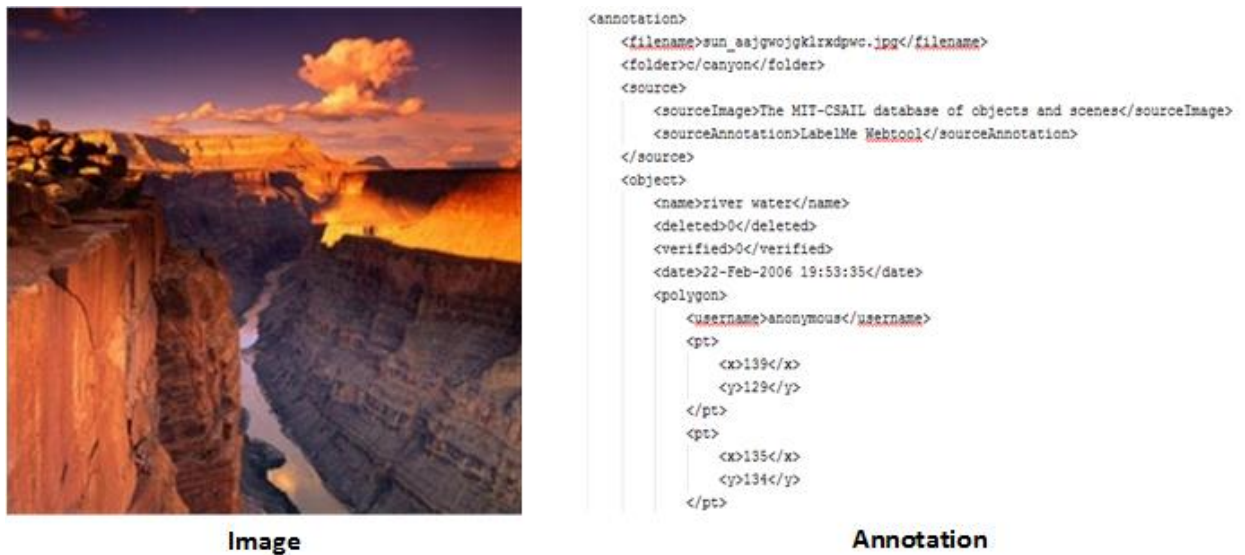 <annotation>
<filename>sun_aajgwojgklrxdpwc.jpg</filename>
<folder>c/canyon</folder>
<source>
<sourceImage>The MIT-CSAIL database of objects and scenes</sourceImage>
<sourceAnnotation>LabelMe Webtool</sourceAnnotation>
</source>
<object>
<name>river water</name>
<deleted>0</deleted>
<verified>0</verified>
<date>22-Feb-2006 19:53:35</date>
<polygon>
<username>anonymous</username>
<pt>
<x>139</x>
<y>129</y>
</pt>
<pt>
<x>135</x>
<y>134</y>
</pt>
Image
Annotation